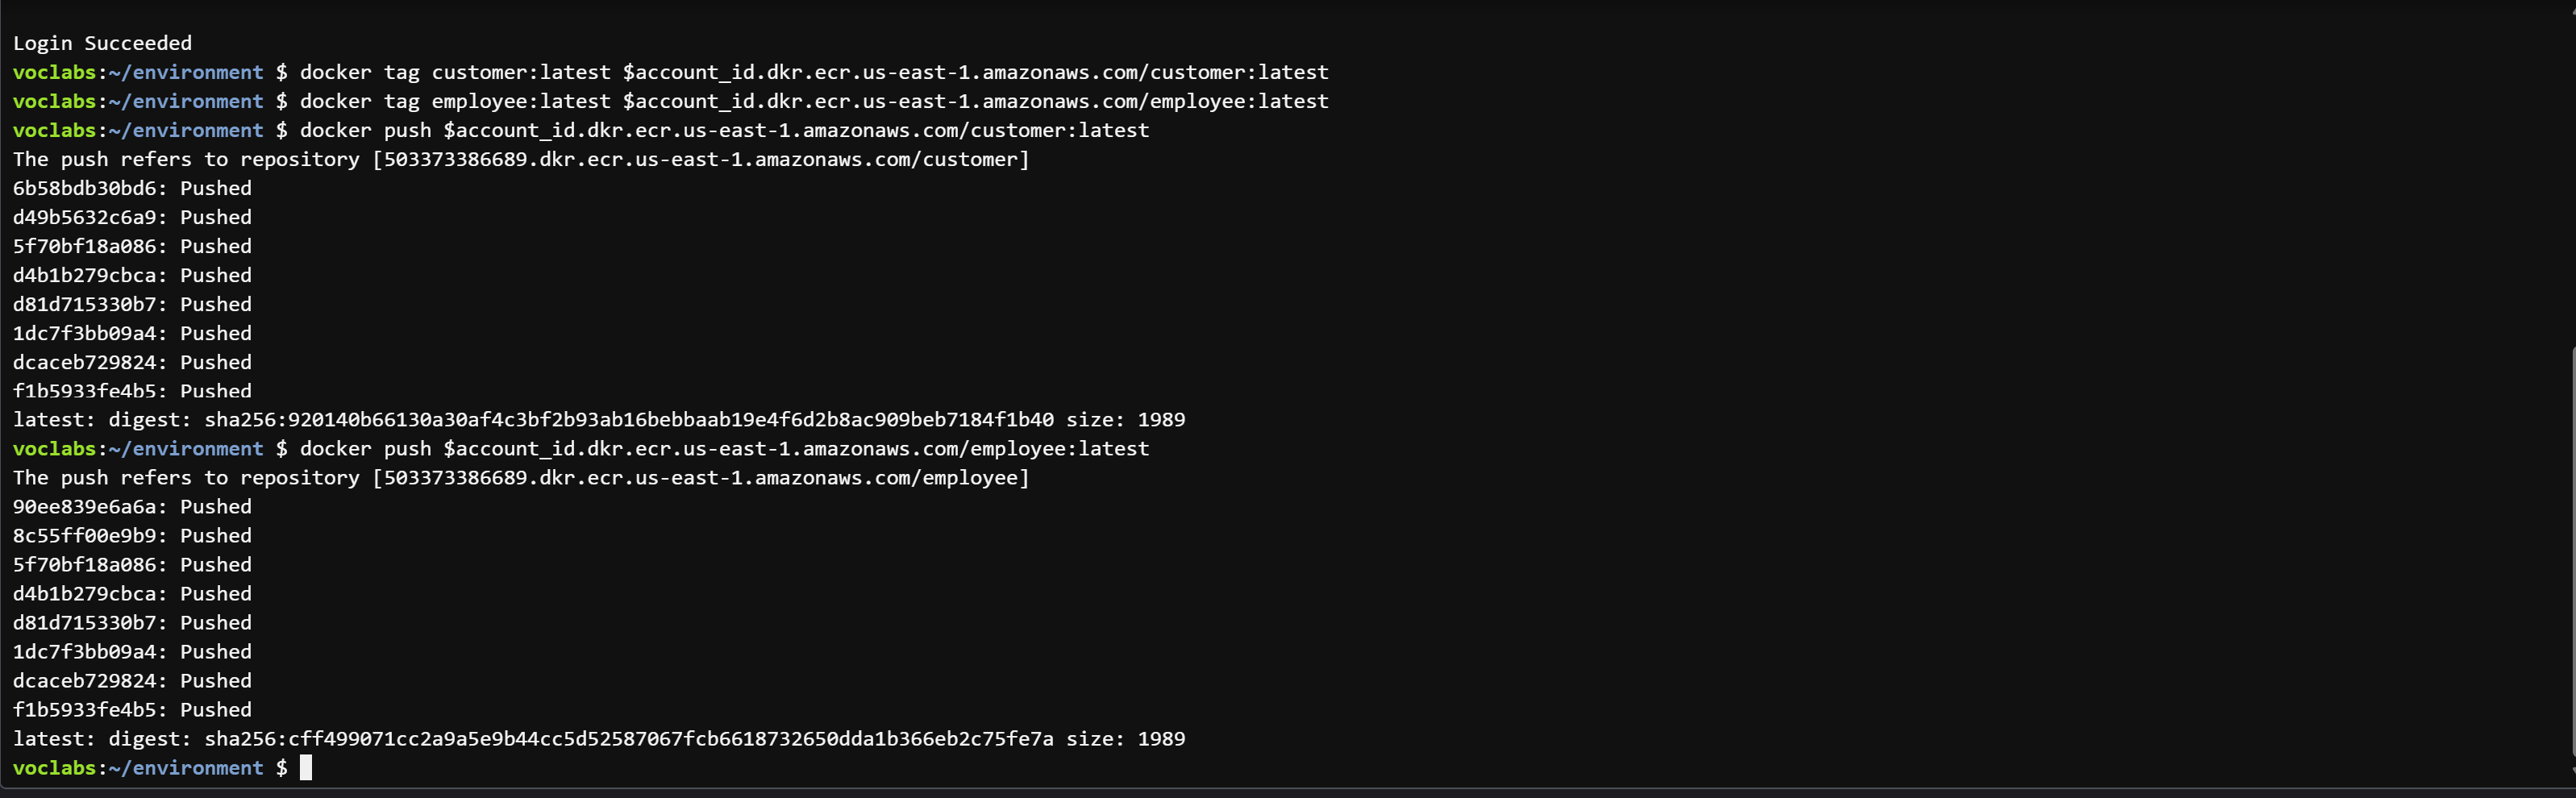 Login Succeeded
voclabs:~/environment $ docker tag customer:latest $account_id.dkr.ecr.us-east-1.amazonaws.com/customer:latest
voclabs:~/environment $ docker tag employee:latest $account_id.dkr.ecr.us-east-1.amazonaws.com/employee:latest
voclabs:~/environment $ docker push $account_id.dkr.ecr.us-east-1.amazonaws.com/customer:latest
The push refers to repository [503373386689.dkr.ecr.us-east-1.amazonaws.com/customer]
6b58bdb30bd6: Pushed
d49b5632c6a9: Pushed
5f70bf18a086: Pushed
d4b1b279cbca: Pushed
d81d715330b7: Pushed
1dc7f3bb09a4: Pushed
dcaceb729824: Pushed
f1b5933fe4b5: Pushed
latest: digest: sha256:920140b66130a30af4c3bf2b93ab16bebbaab19e4f6d2b8ac909beb7184f1b40 size: 1989
voclabs:~/environment $ docker push $account_id.dkr.ecr.us-east-1.amazonaws.com/employee:latest
The push refers to repository [503373386689.dkr.ecr.us-east-1.amazonaws.com/employee]
90ee839e6a6a: Pushed
8c55ff00e9b9: Pushed
5f70bf18a086: Pushed
d4b1b279cbca: Pushed
d81d715330b7: Pushed
1dc7f3bb09a4: Pushed
dcaceb729824: Pushed
f1b5933fe4b5: Pushed
latest: digest: sha256:cff499071cc2a9a5e9b44cc5d52587067fcb6618732650dda1b366eb2c75fe7a size: 1989
voclabs:~/environment $